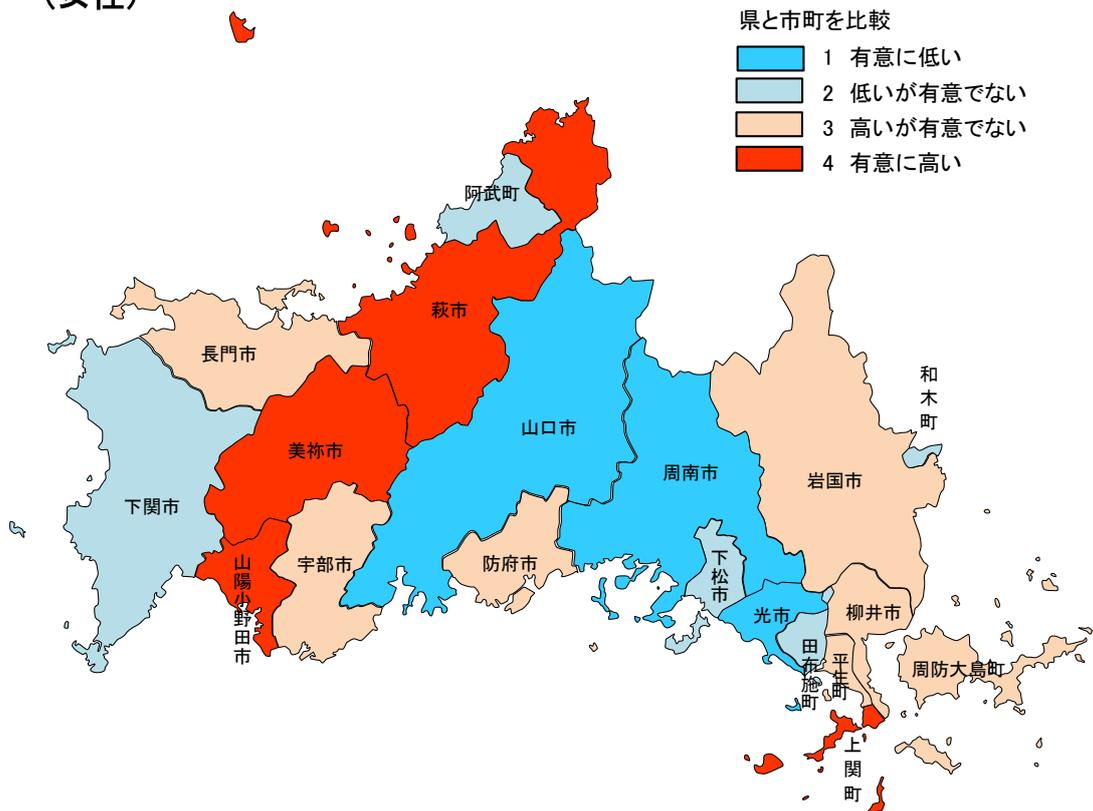 （女性）
県と市町を比較
1 有意に低い
2 低いが有意でない
3 高いが有意でない
4 有意に高い
阿武町
萩市
長門市
和木町
山口市
美祢市
周南市
岩国市
下関市
山陽小野田市
宇部市
防府市
下松市
光市
柳井市
田布施町
平生町
周防大島町
上関町